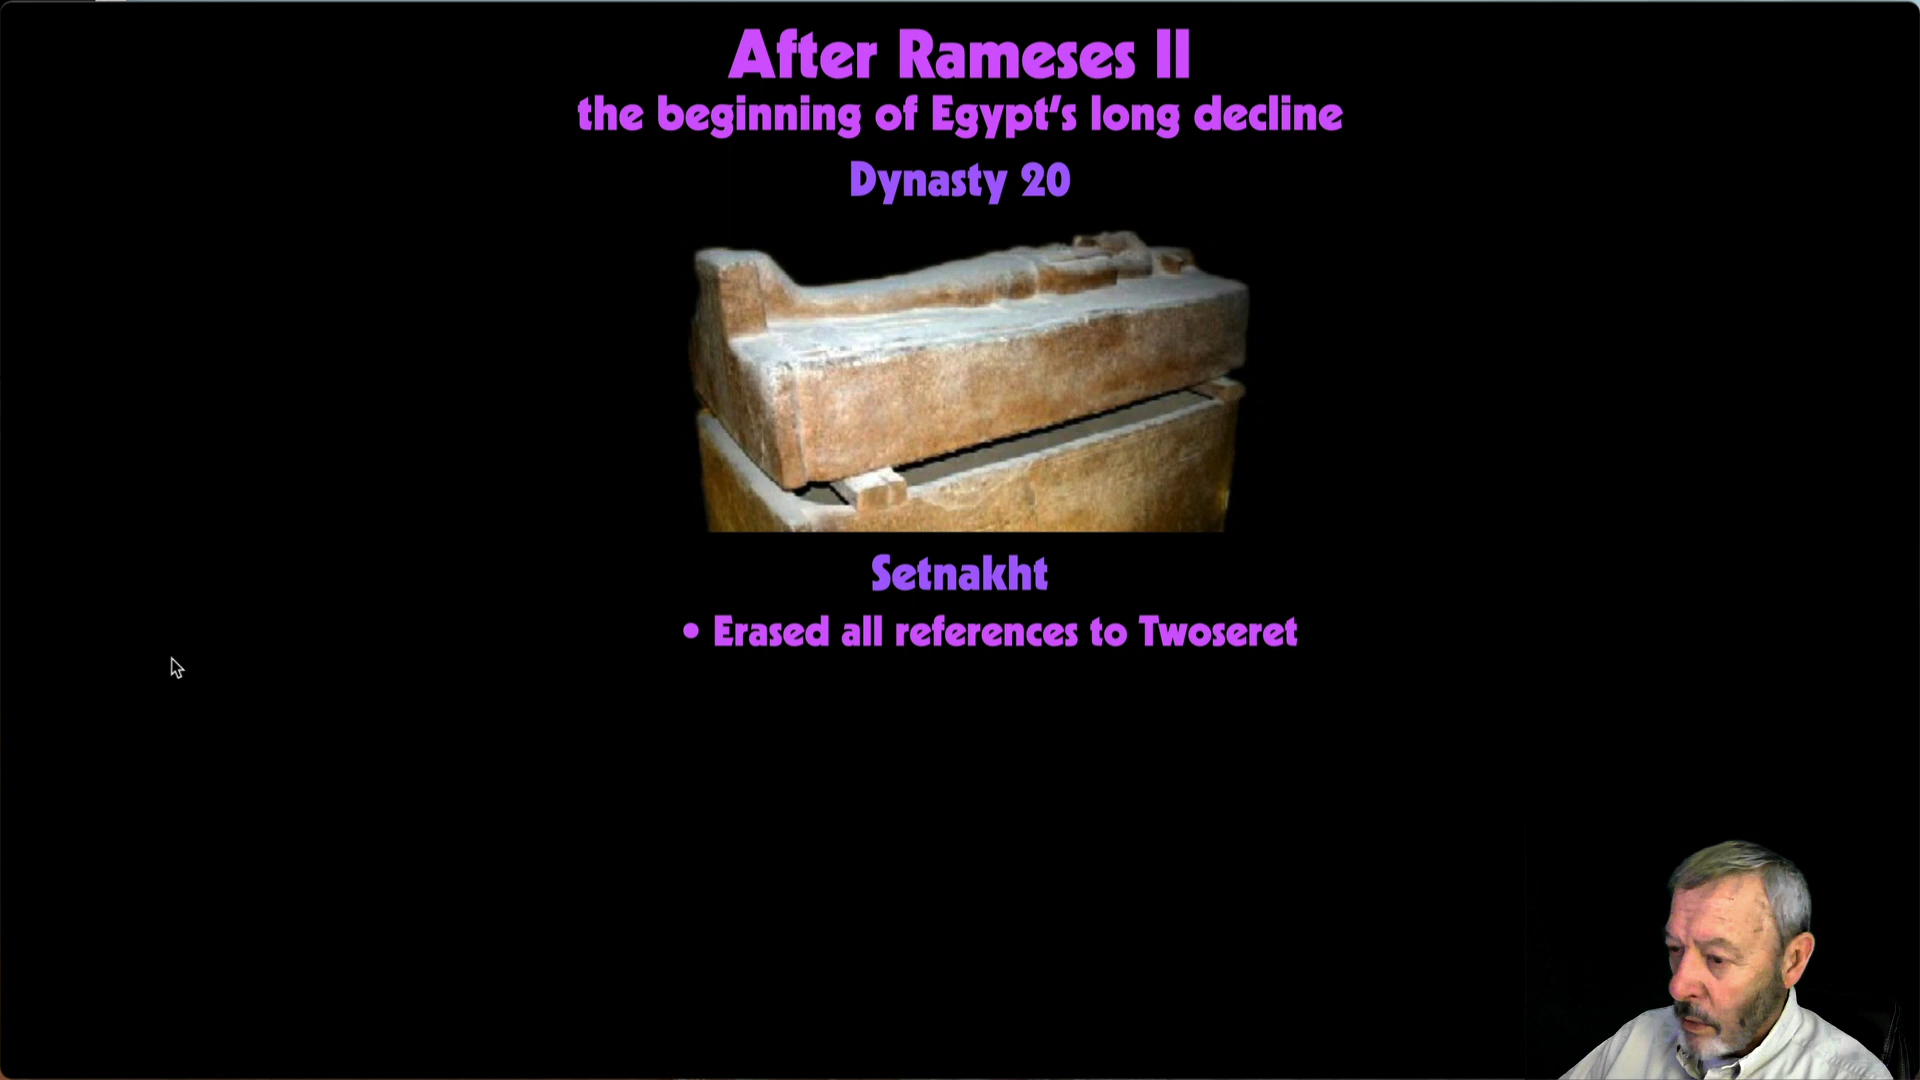 After Rameses II
the beginning of Egypt's long decline
Dynasty 20
Setnakht
• Erased all references to Twoseret